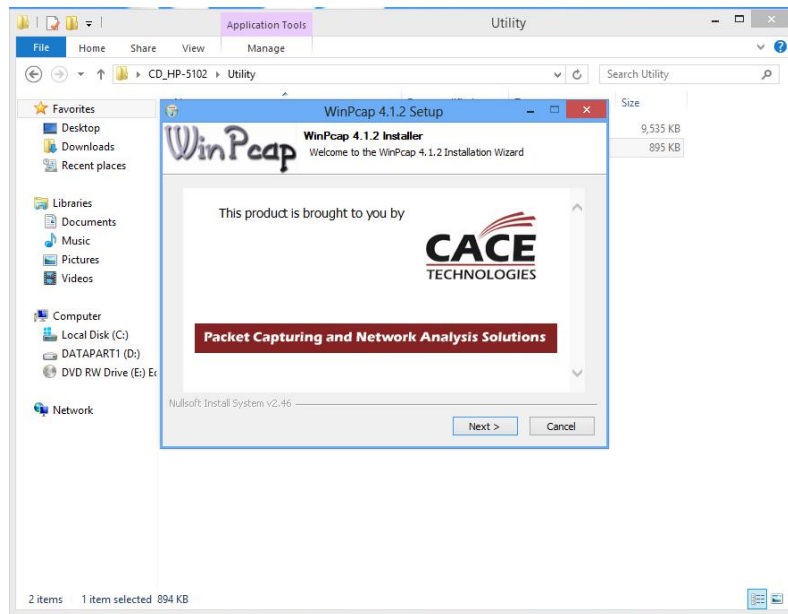 Application Tools
Utility
File
Home
Share
View
Manage
CD_HP-5102
Utility
Search Utility
Size
Favorites
Desktop
Downloads
Recent places
9,535 KB
895 KB
Libraries
Documents
Music
Pictures
Videos
Computer
Local Disk (C:)
DATAPART1 (D:)
DVD RW Drive (E:)
Network
WinPcap 4.1.2 Setup
WinPcap
WinPcap 4.1.2 Installer
Welcome to the WinPcap 4.1.2 Installation Wizard
This product is brought to you by
CACE
TECHNOLOGIES
Packet Capturing and Network Analysis Solutions
Nullsoft Install System v2.46
Next >
Cancel
2 items
1 item selected 894 KB